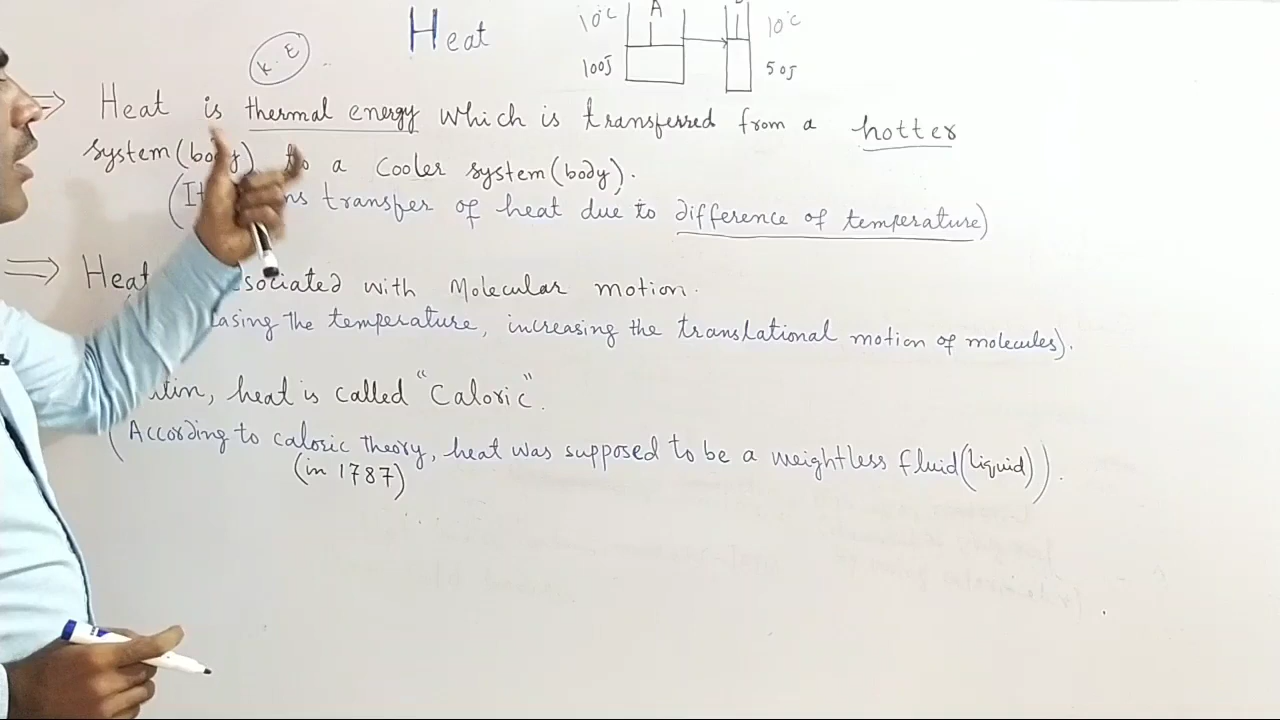 Heat
10°C A 10°C
100J 50J
K.E
⇒ Heat is thermal energy which is transferred from a hotter
system(body) to a cooler system(body).
(It transfer of heat due to difference of temperature)
⇒ Heat associated with Molecular motion.
the temperature, increasing the translational motion of molecules).
heat is called "Caloric".
(According to caloric theory, heat was supposed to be a weightless fluid(liquid)).
(in 1787)